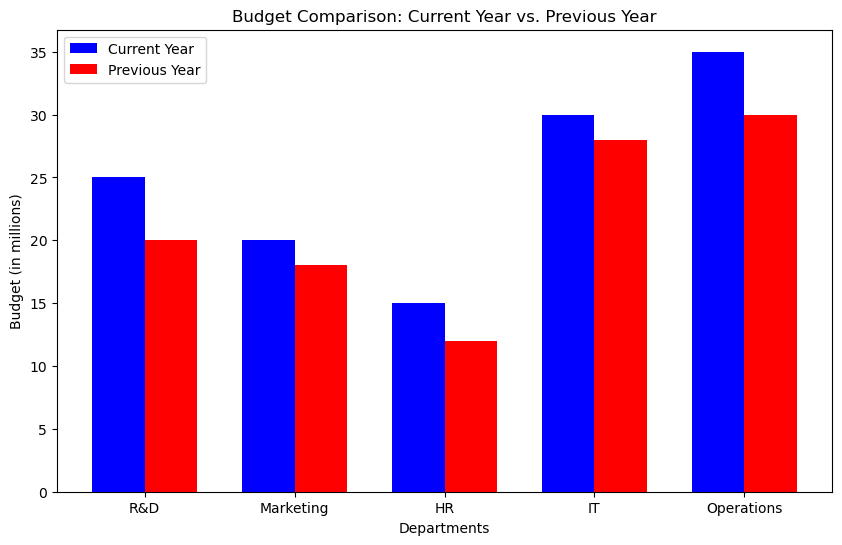 Budget Comparison: Current Year vs. Previous Year
Current Year
Previous Year
Budget (in millions)
35
30
25
20
15
10
5
0
R&D
Marketing
HR
IT
Operations
Departments